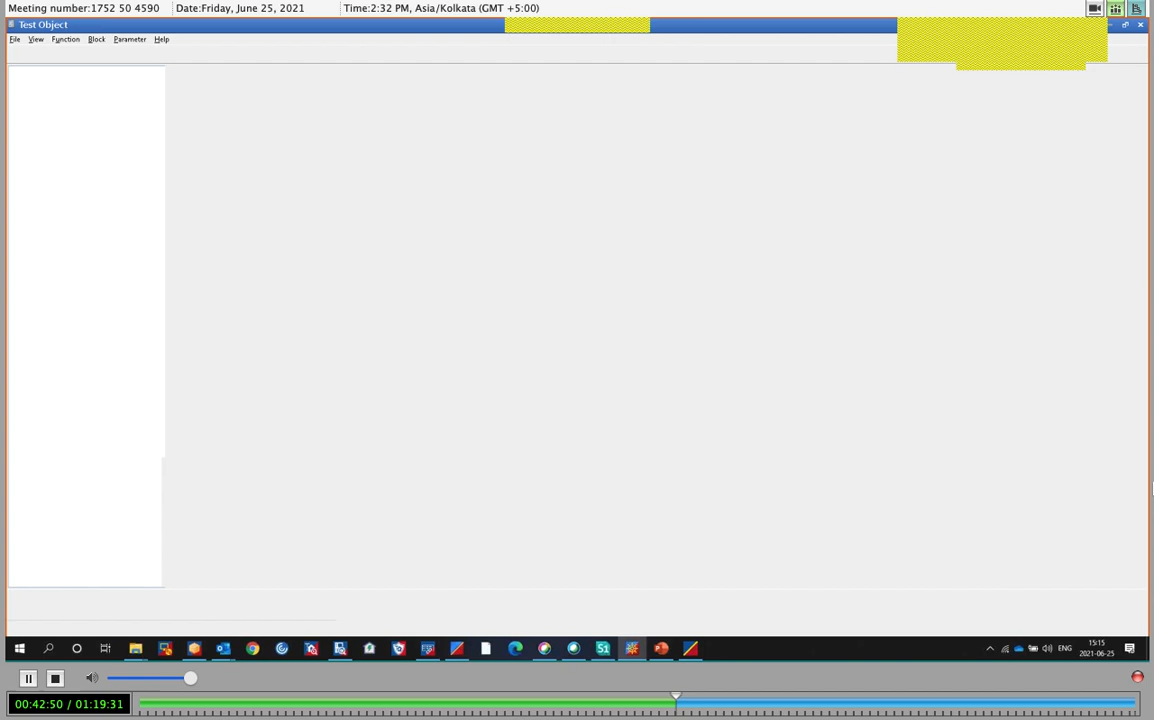 Meeting number:1752 50 4590 Date:Friday, June 25, 2021 Time:2:32 PM, Asia/Kolkata (GMT +5:00)
Test Object
File View Function Block Parameter Help
S1
ENG
15:15
2021-06-25
00:42:50 / 01:19:31